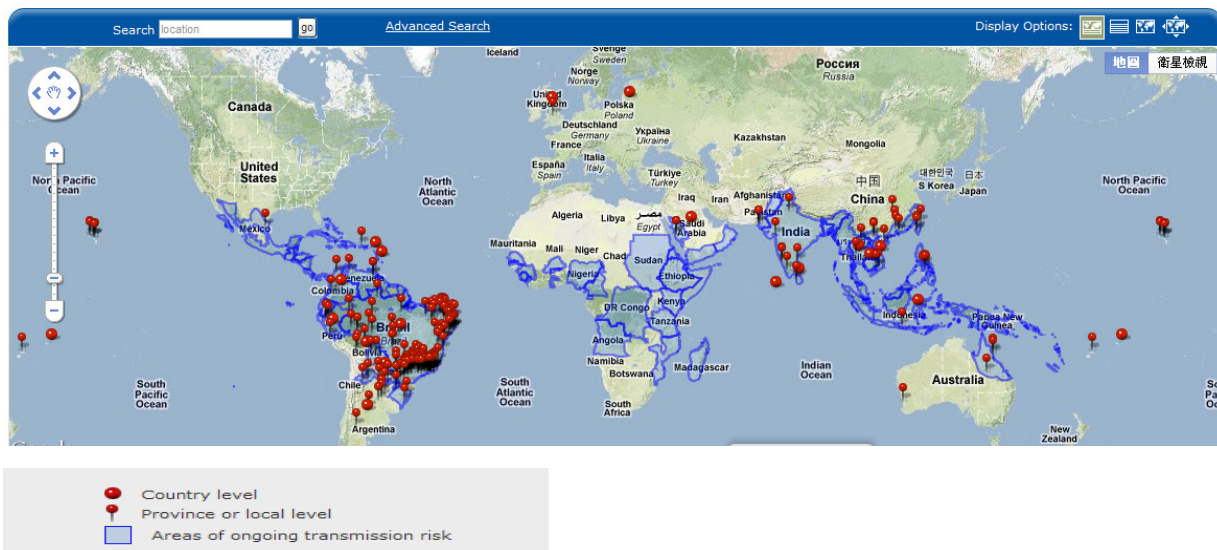 Search location go Advanced Search Display Options:
地圖 衛星檢視
Iceland
Sverige
Sweden
Norge
Norway
Россия
Russia
Canada
United
Kingdom
Polska
Poland
Deutschland
Germany
Україна
Ukraine
France
Kazakhstan
Mongolia
United
States
España
Spain
Italia
Italy
Türkiye
Turkey
中国
China
대한민국
S Korea
日本
Japan
North Pacific
Ocean
North
Atlantic
Ocean
Iraq
Iran
Afghanistan
Pakistan
North Pacific
Ocean
Algeria
Libya
مصر
Egypt
Saudi
Arabia
India
Mexico
Mauritania
Mali
Niger
Chad
Sudan
Nigeria
Ethiopia
Venezuela
Colombia
DR Congo
Kenya
Tanzania
Indonesia
Papua New
Guinea
Peru
Brasil
Brazil
Bolivia
Angola
Namibia
Botswana
Madagascar
Indian
Ocean
Australia
South
Pacific
Ocean
Chile
South
Atlantic
Ocean
South
Africa
Argentina
New
Zealand
Country level
Province or local level
Areas of ongoing transmission risk